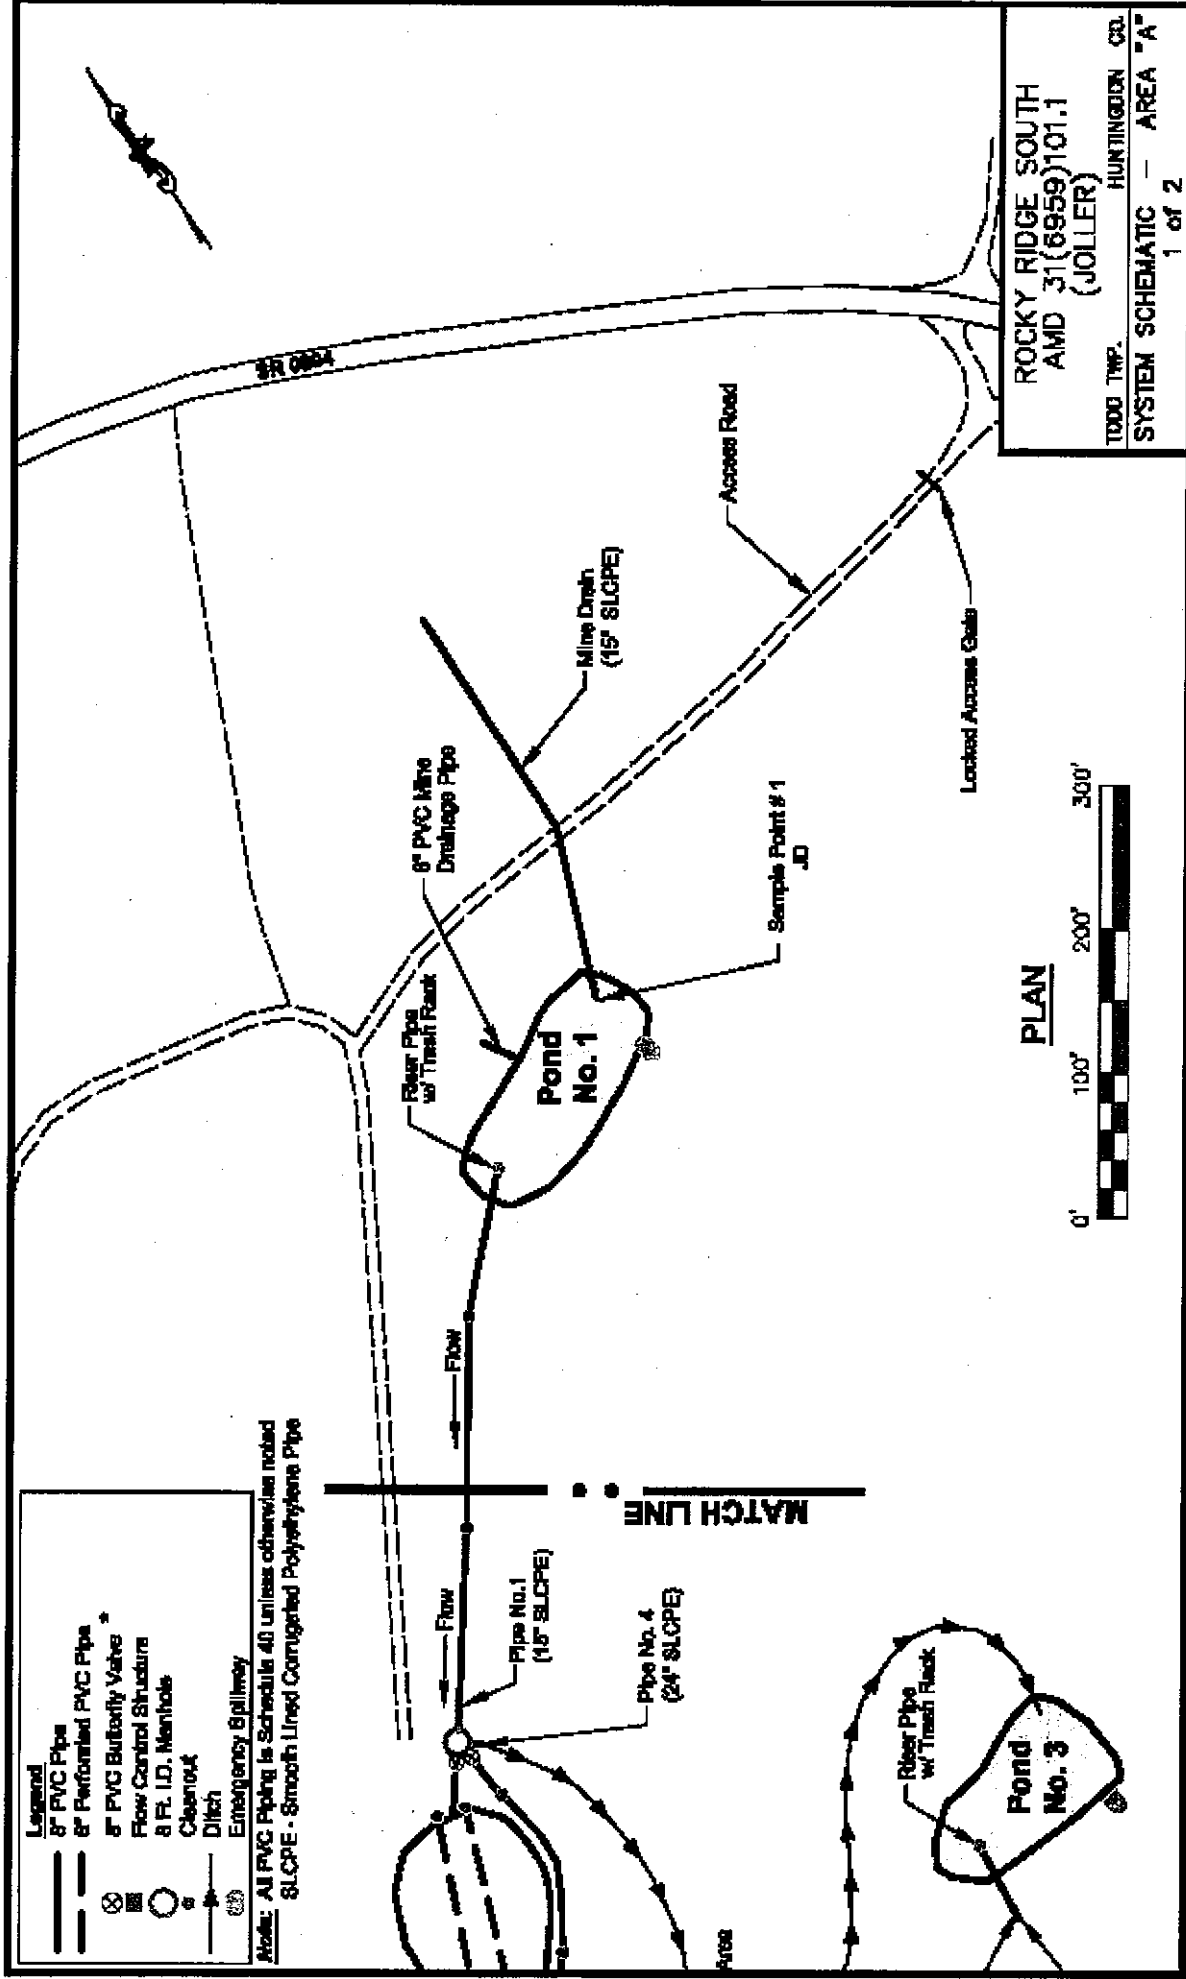 Legend
8" PVC Pipe
6" Perforated PVC Pipe
8" PVC Butterfly Valve *
Flow Control Structure
8 Ft. I.D. Manhole
Cleanout
Ditch
Emergency Spillway
Note: All PVC Piping is Schedule 40 unless otherwise noted
SLCPE - Smooth Lined Corrugated Polyethylene Pipe
SR 0994
Mine Drain
(15" SLCPE)
Access Road
6" PVC Mine
Drainage Pipe
Riser Pipe
w/ Trash Rack
Pond
No. 1
Sample Point # 1
JD
Locked Access Gate
Flow
MATCH LINE
Flow
Pipe No.1
(15" SLCPE)
Pipe No. 4
(24" SLCPE)
Area
Riser Pipe
w/ Trash Rack
Pond
No. 3
PLAN
0' 100' 200' 300'
ROCKY RIDGE SOUTH
AMD 31(6959)101.1
(JOLLER)
TODD TWP. HUNTINGDON CO.
SYSTEM SCHEMATIC - AREA "A"
1 of 2